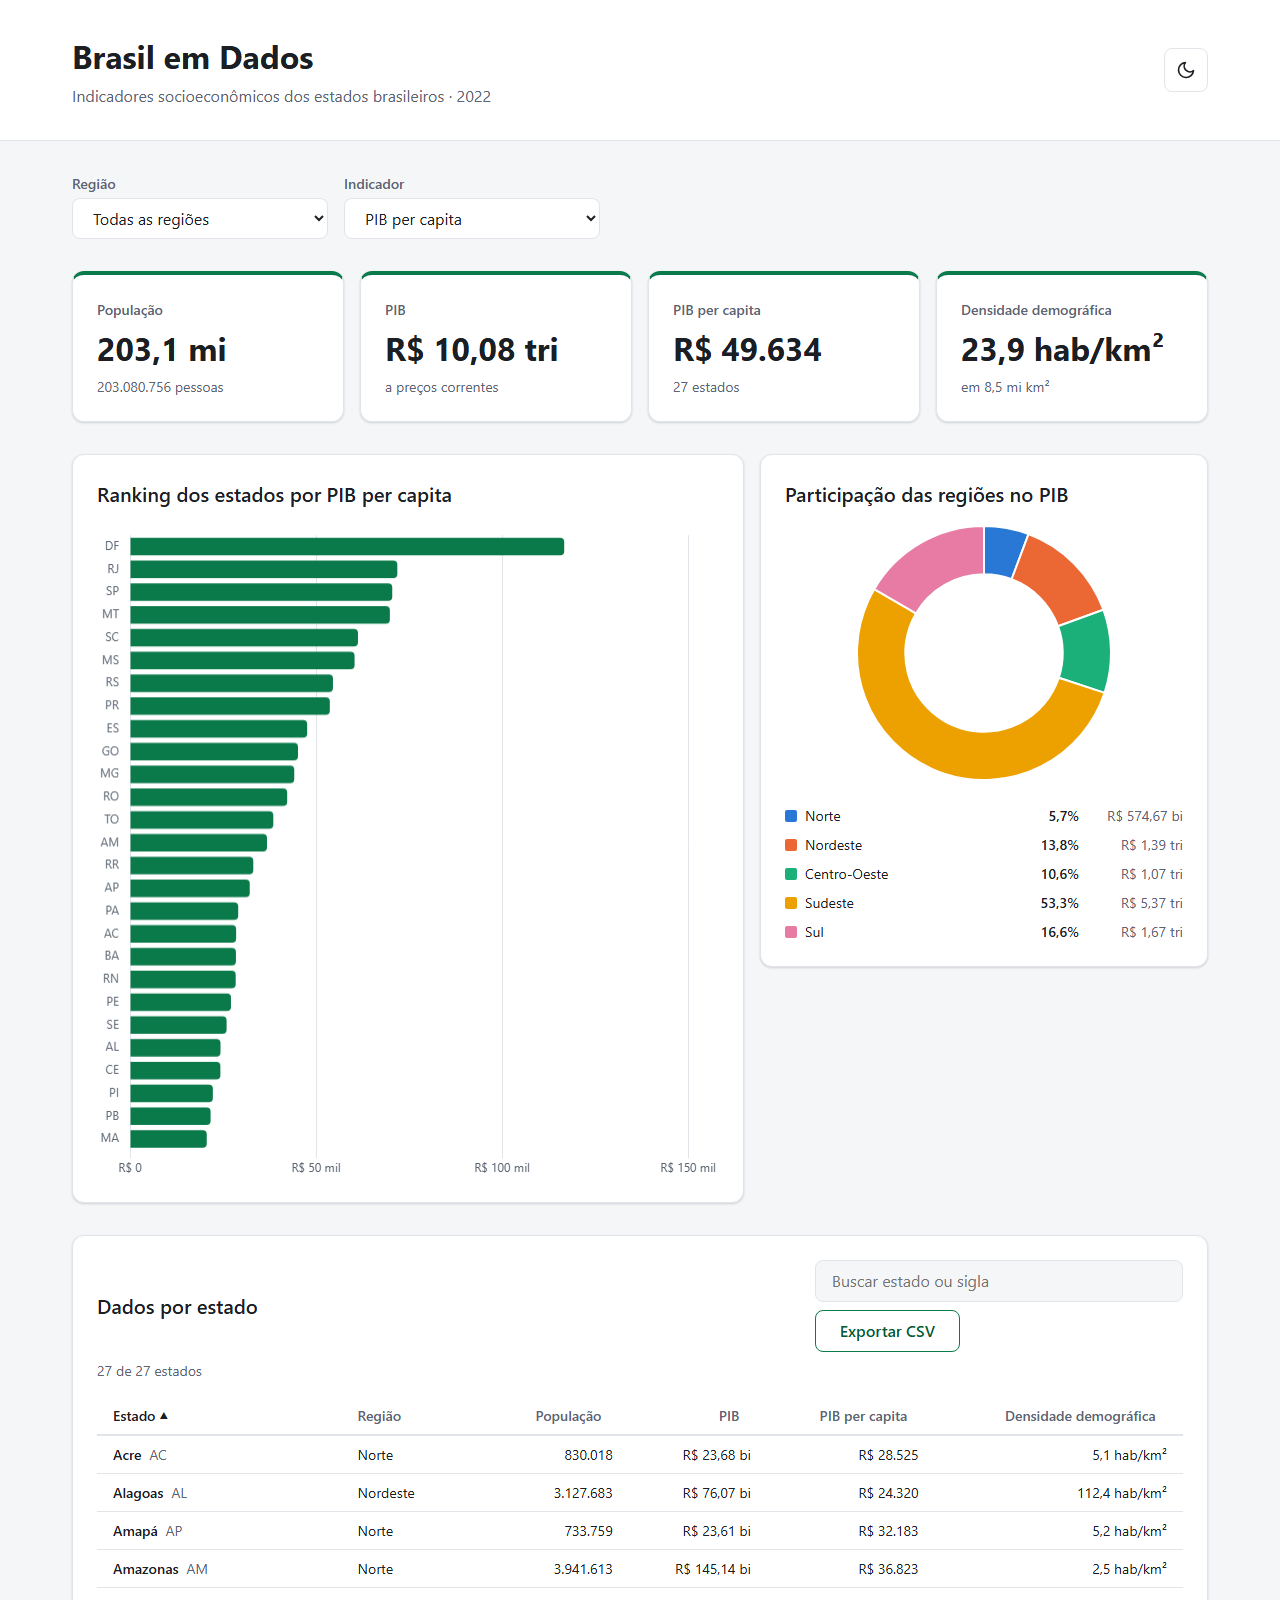 Brasil em Dados
Indicadores socioeconômicos dos estados brasileiros · 2022
Região
Indicador
Todas as regiões
PIB per capita
População
203,1 mi
203.080.756 pessoas
PIB
R$ 10,08 tri
a preços correntes
PIB per capita
R$ 49.634
27 estados
Densidade demográfica
23,9 hab/km²
em 8,5 mi km²
Ranking dos estados por PIB per capita
DF
RJ
SP
MT
SC
MS
RS
PR
ES
GO
MG
RO
TO
AM
RR
AP
PA
AC
BA
RN
PE
SE
AL
CE
PI
PB
MA
R$ 0 R$ 50 mil R$ 100 mil R$ 150 mil
Participação das regiões no PIB
Norte 5,7% R$ 574,67 bi
Nordeste 13,8% R$ 1,39 tri
Centro-Oeste 10,6% R$ 1,07 tri
Sudeste 53,3% R$ 5,37 tri
Sul 16,6% R$ 1,67 tri
Dados por estado
Buscar estado ou sigla
Exportar CSV
27 de 27 estados
Estado ▲ Região População PIB PIB per capita Densidade demográfica
Acre AC Norte 830.018 R$ 23,68 bi R$ 28.525 5,1 hab/km²
Alagoas AL Nordeste 3.127.683 R$ 76,07 bi R$ 24.320 112,4 hab/km²
Amapá AP Norte 733.759 R$ 23,61 bi R$ 32.183 5,2 hab/km²
Amazonas AM Norte 3.941.613 R$ 145,14 bi R$ 36.823 2,5 hab/km²